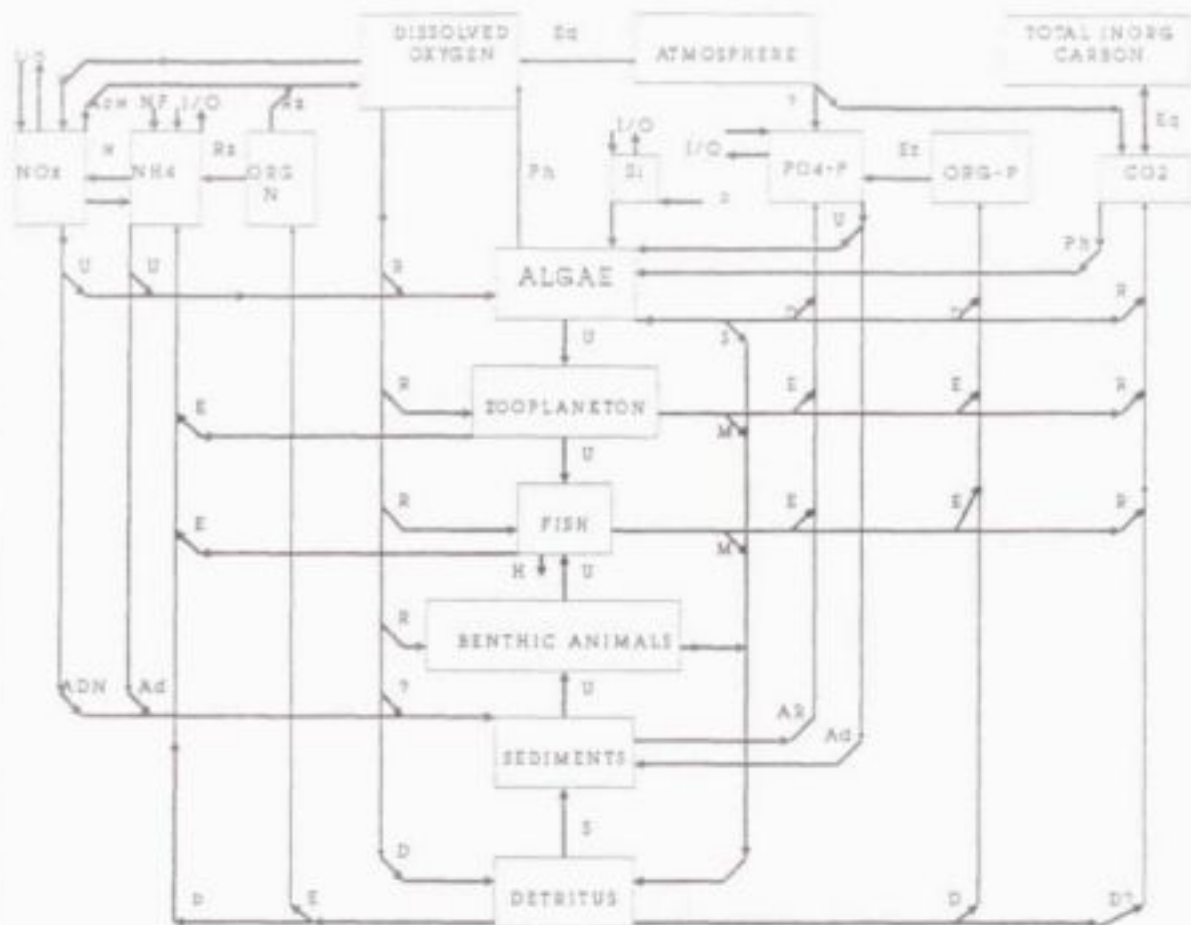 DISSOLVED
OXYGEN
Eq
ATMOSPHERE
TOTAL INORG
CARBON
I/O
NF
I/O
?
Eq
I/O
I/O
NOx
N
NH4
Rz
ORG
N
Ph
Si
PO4-P
ORG-P
CO2
U
Ph
U
U
R
ALGAE
R
U
S
R
E
E
R
E
ZOOPLANKTON
M
U
R
E
E
R
E
FISH
M
H
U
R
BENTHIC ANIMALS
ADN
Ad
?
U
AR
Ad
SEDIMENTS
S
D
DETRITUS
D
E
D
D?